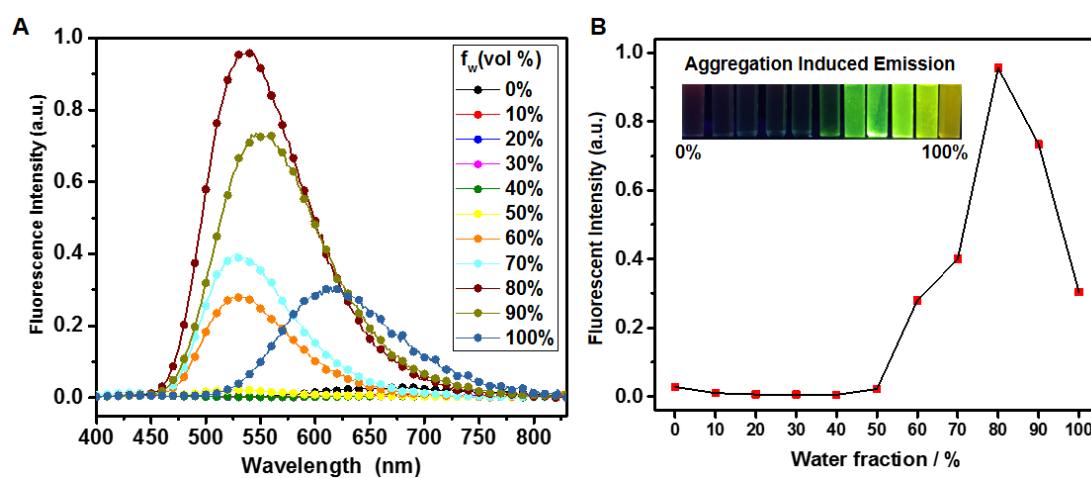 A
Fluorescence Intensity (a.u.)
1.0
0.8
0.6
0.4
0.2
0.0
400 450 500 550 600 650 700 750 800
Wavelength (nm)
fw(vol %)
0%
10%
20%
30%
40%
50%
60%
70%
80%
90%
100%
B
Fluorescent Intensity (a.u.)
1.0
0.8
0.6
0.4
0.2
0.0
Aggregation Induced Emission
0% 100%
0 10 20 30 40 50 60 70 80 90 100
Water fraction / %